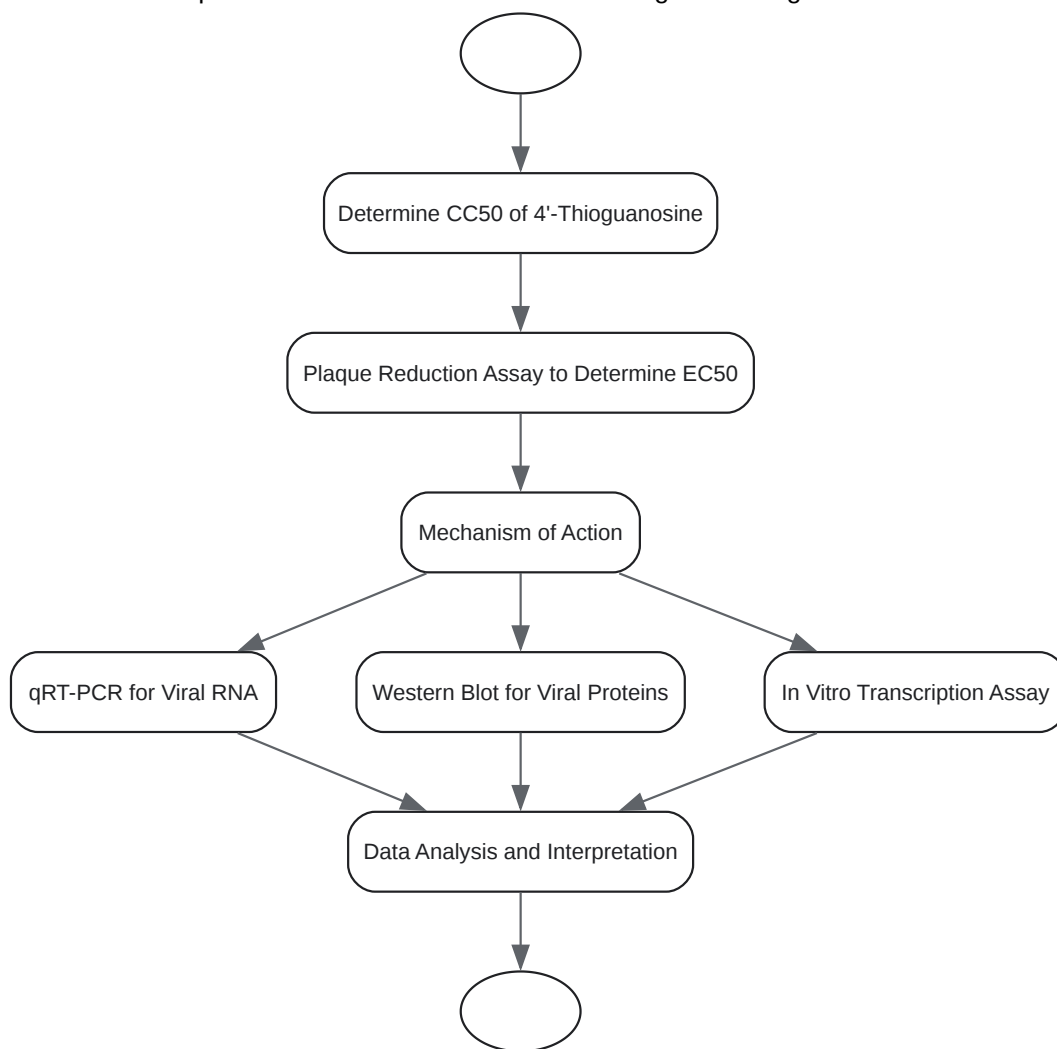 Determine CC50 of 4'-Thioguanosine
Plaque Reduction Assay to Determine EC50
Mechanism of Action
qRT-PCR for Viral RNA
Western Blot for Viral Proteins
In Vitro Transcription Assay
Data Analysis and Interpretation